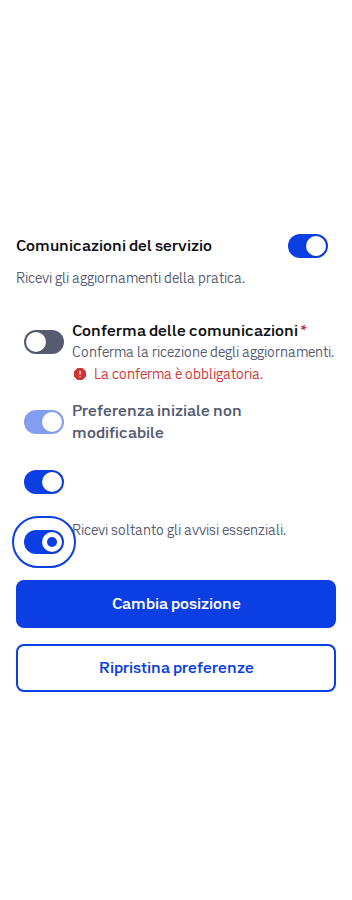 Comunicazioni del servizio
Ricevi gli aggiornamenti della pratica.
Conferma delle comunicazioni *
Conferma la ricezione degli aggiornamenti.
La conferma è obbligatoria.
Preferenza iniziale non
modificabile
Ricevi soltanto gli avvisi essenziali.
Cambia posizione
Ripristina preferenze